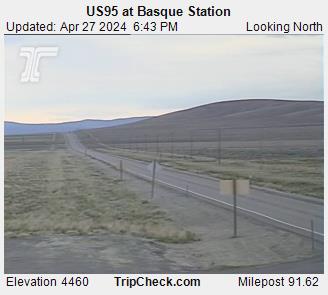 US95 at Basque Station
Updated: Apr 27 2024 6:43 PM Looking North
Elevation 4460 TripCheck.com Milepost 91.62